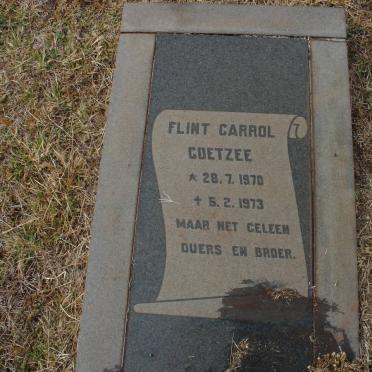 FLINT CARROL
COETZEE
* 28. 7. 1970
✝ 5. 2. 1973
MAAR NET GELEEN
OUERS EN BROER.